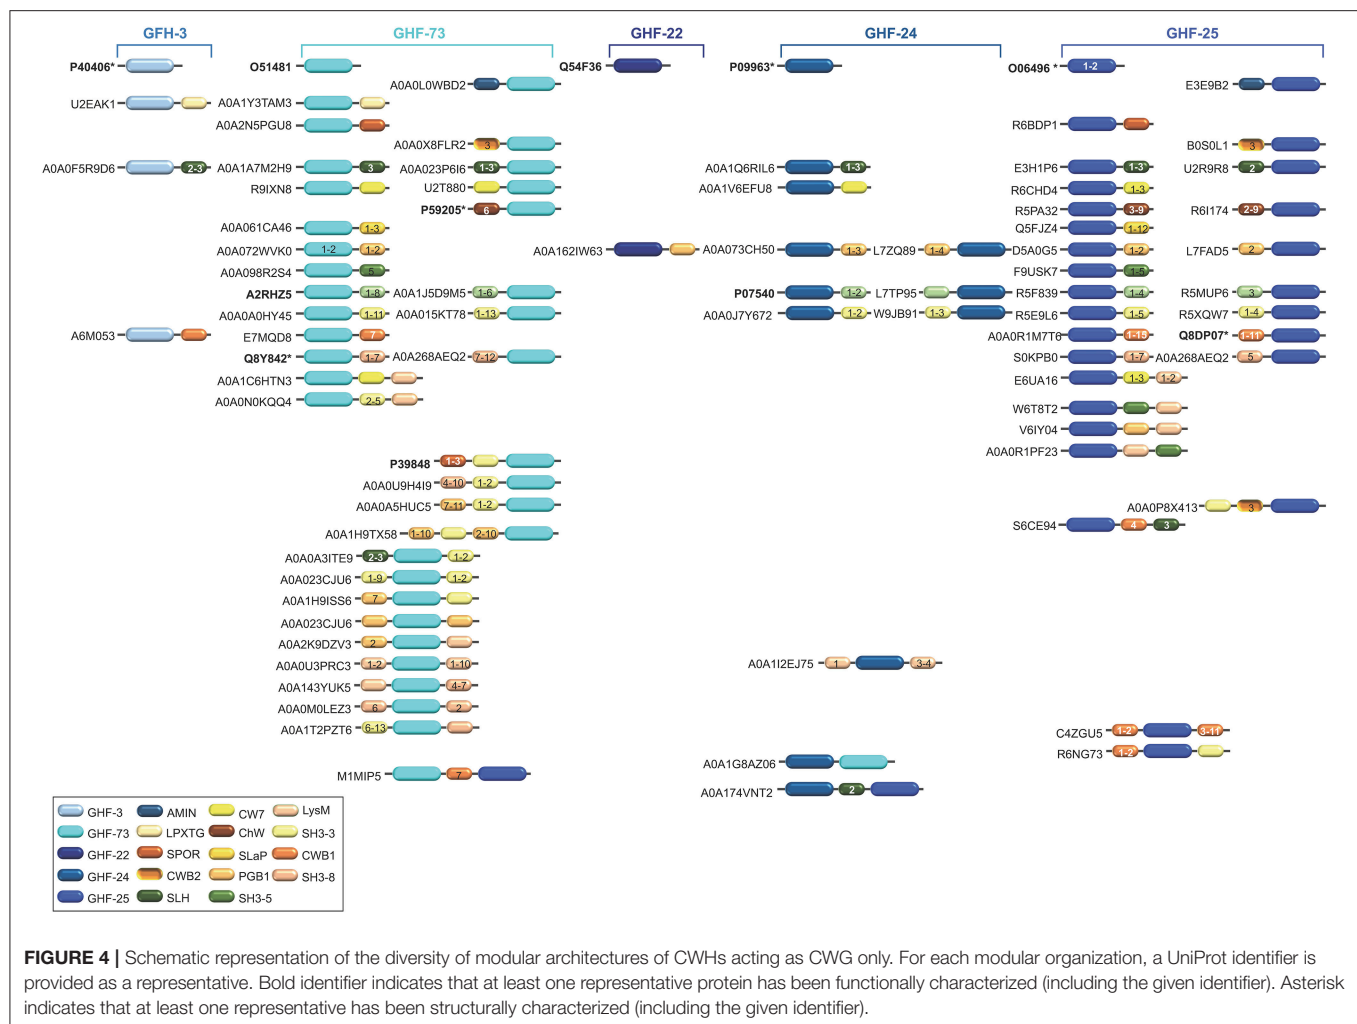 GFH-3 GHF-73 GHF-22 GHF-24 GHF-25
P40406* O51481 Q54F36 P09963* O06496 * 1-2
A0A0L0WBD2 E3E9B2
U2EAK1 A0A1Y3TAM3
A0A2N5PGU8 R6BDP1
A0A0X8FLR2 3 B0S0L1 3
A0A0F5R9D6 2-3 A0A1A7M2H9 3 A0A023P6I6 1-3 A0A1Q6RIL6 1-3 E3H1P6 1-3 U2R9R8 2
R9IXN8 U2T880 A0A1V6EFU8 R6CHD4 1-3
P59205* 6 R5PA32 3-9 R6I174 2-9
A0A061CA46 1-3 Q5FJZ4 1-12
A0A072WVK0 1-2 1-2 A0A162IW63 A0A073CH50 1-3 L7ZQ89 1-4 D5A0G5 1-2 L7FAD5 2
A0A098R2S4 5 F9USK7 1-5
A2RHZ5 1-8 A0A1J5D9M5 1-6 P07540 1-2 L7TP95 R5F839 1-4 R5MUP6 3
A0A0A0HY45 1-11 A0A015KT78 1-13 A0A0J7Y672 1-2 W9JB91 1-3 R5E9L6 1-5 R5XQW7 1-4
A6M053 E7MQD8 7 A0A0R1M7T6 1-15 Q8DP07* 1-11
Q8Y842* 1-7 A0A268AEQ2 7-12 S0KPB0 1-7 A0A268AEQ2 5
A0A1C6HTN3 E6UA16 1-3 1-2
A0A0N0KQQ4 2-5 W6T8T2
V6IY04
A0A0R1PF23
P39848 1-3
A0A0U9H4I9 4-10 1-2
A0A0A5HUC5 7-11 1-2 A0A0P8X413 3
S6CE94 4 3
A0A1H9TX58 1-10 2-10
A0A0A3ITE9 2-3 1-2
A0A023CJU6 1-9 1-2
A0A1H9ISS6 7
A0A023CJU6
A0A2K9DZV3 2
A0A0U3PRC3 1-2 1-10 A0A1I2EJ75 1 3-4
A0A143YUK5 4-7
A0A0M0LEZ3 6 2
A0A1T2PZT6 6-13 C4ZGU5 1-2 3-11
R6NG73 1-2
M1MIP5 7 A0A1G8AZ06
A0A174VNT2 2
GHF-3 AMIN CW7 LysM
GHF-73 LPXTG ChW SH3-3
GHF-22 SPOR SLaP CWB1
GHF-24 CWB2 PGB1 SH3-8
GHF-25 SLH SH3-5
FIGURE 4 | Schematic representation of the diversity of modular architectures of CWHs acting as CWG only. For each modular organization, a UniProt identifier is
provided as a representative. Bold identifier indicates that at least one representative protein has been functionally characterized (including the given identifier). Asterisk
indicates that at least one representative has been structurally characterized (including the given identifier).